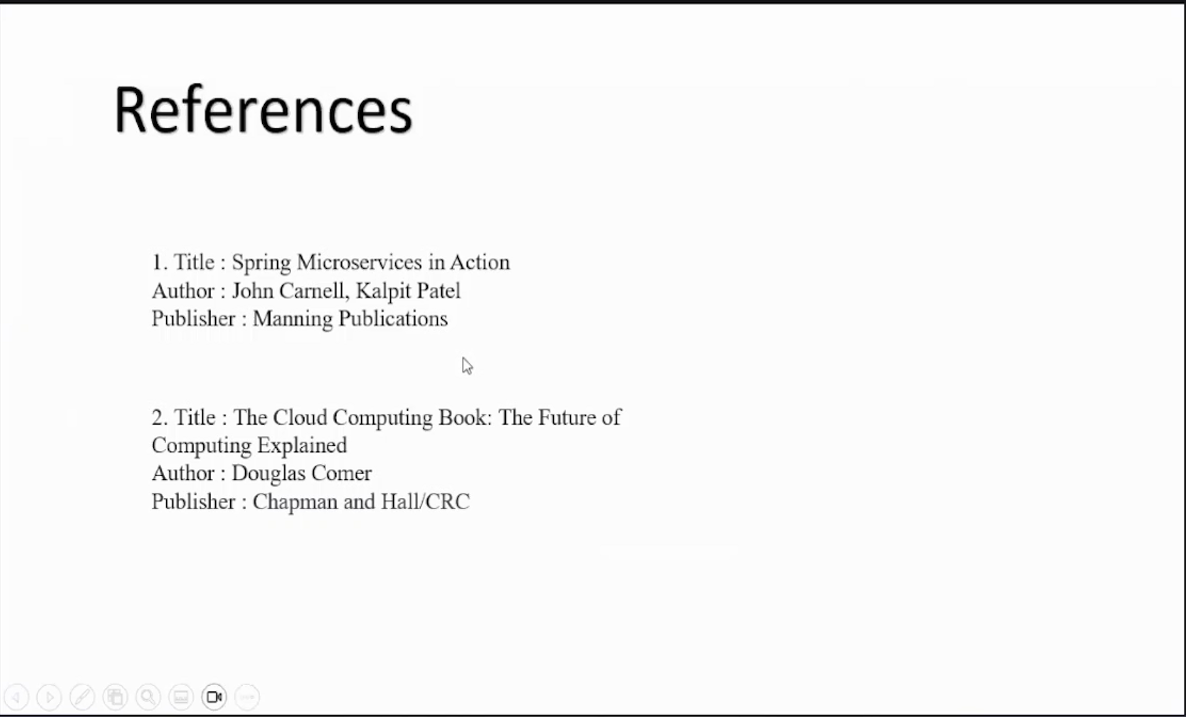 References
1. Title : Spring Microservices in Action
Author : John Carnell, Kalpit Patel
Publisher : Manning Publications
2. Title : The Cloud Computing Book: The Future of
Computing Explained
Author : Douglas Comer
Publisher : Chapman and Hall/CRC